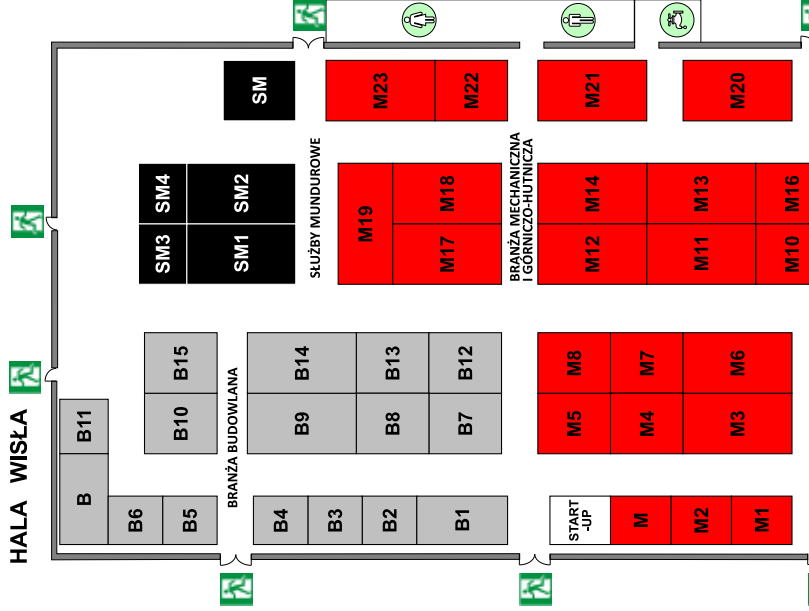 HALA WISŁA
B
B11
B6
B5
B10
B15
BRANŻA BUDOWLANA
B4
B3
B2
B1
B9
B8
B7
B14
B13
B12
SM3
SM1
SM4
SM2
SM
SŁUŻBY MUNDUROWE
M19
M17
M18
M23
M22
BRANŻA MECHANICZNA
I GÓRNICZO-HUTNICZA
START
-UP
M
M2
M1
M5
M4
M3
M8
M7
M6
M12
M11
M10
M14
M13
M16
M21
M20